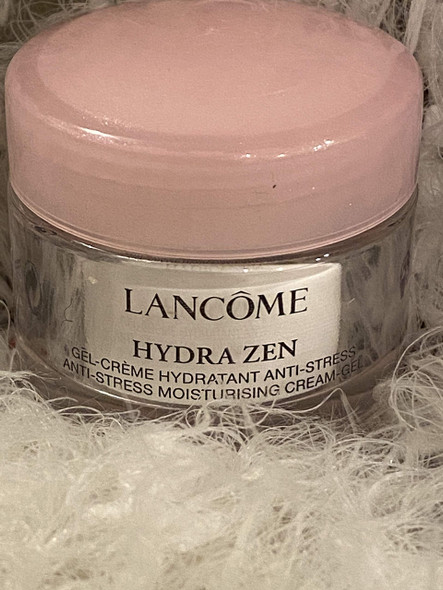 LANCÔME
HYDRA ZEN
GEL-CRÈME HYDRATANT ANTI-STRESS
ANTI-STRESS MOISTURISING CREAM-GEL